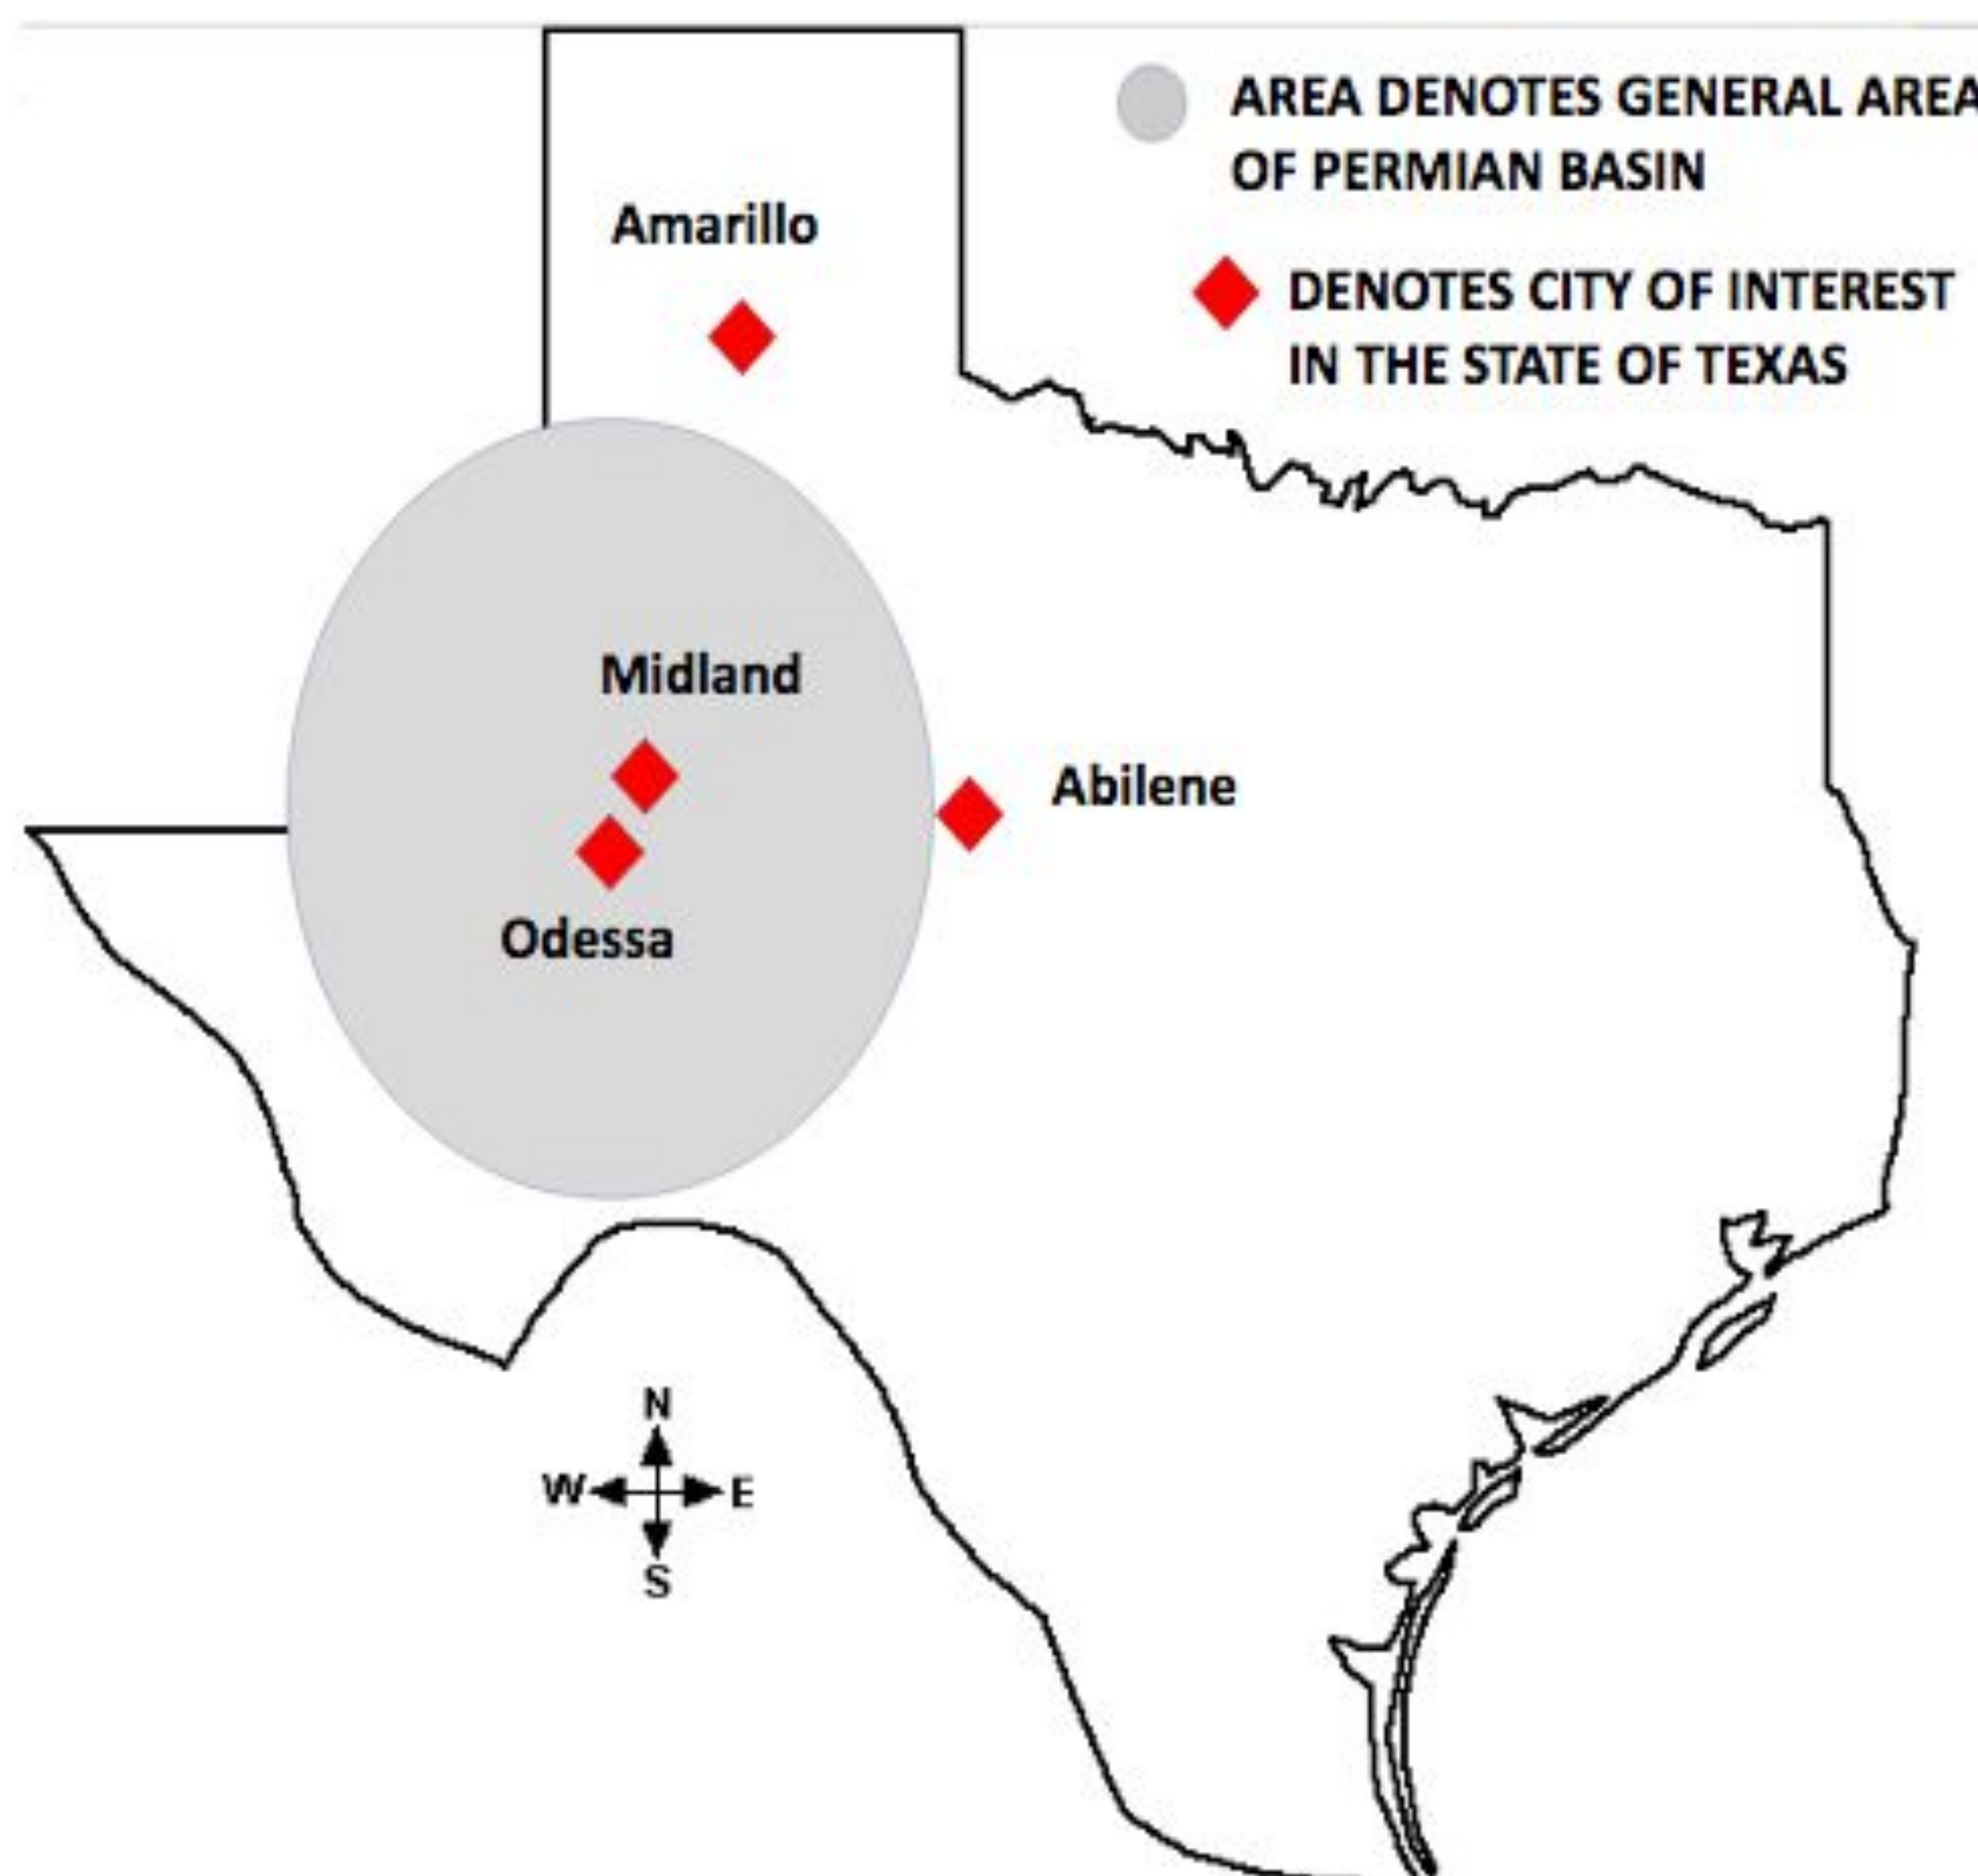 AREA DENOTES GENERAL AREA
OF PERMIAN BASIN
Amarillo
DENOTES CITY OF INTEREST
IN THE STATE OF TEXAS
Midland
Abilene
Odessa
N
W E
S